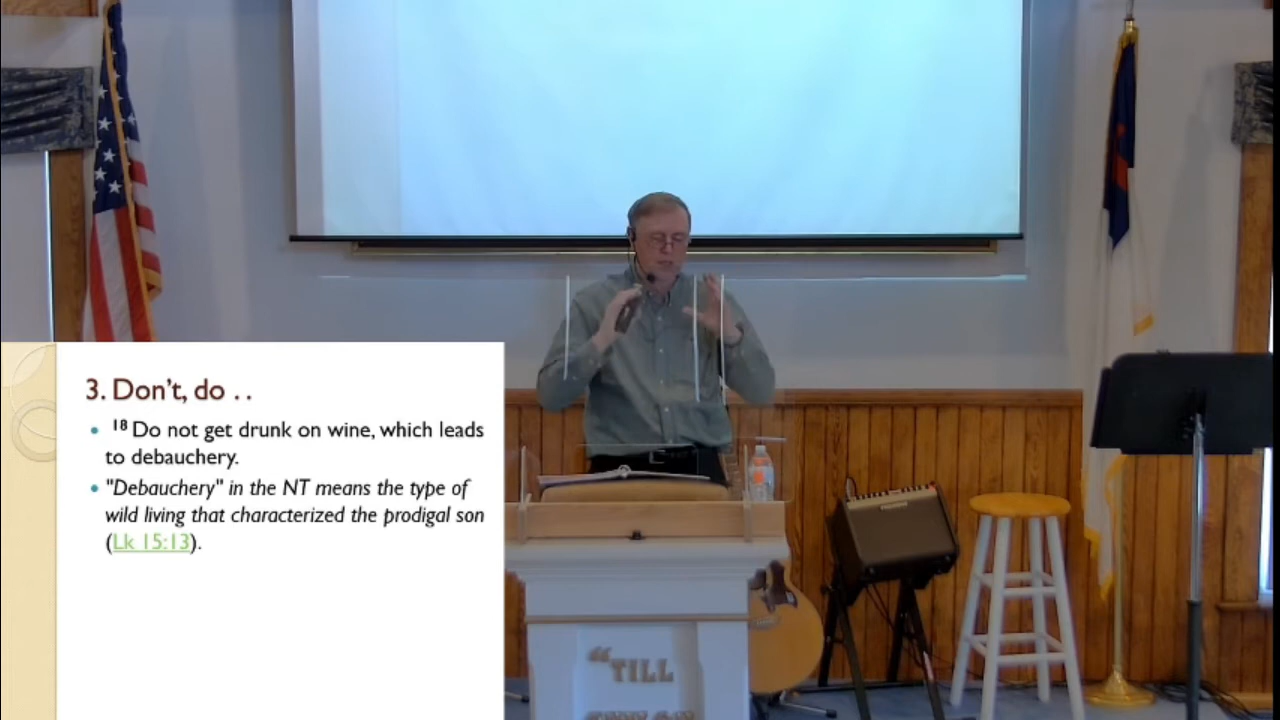 3. Don't, do . .
18 Do not get drunk on wine, which leads
to debauchery.
"Debauchery" in the NT means the type of
wild living that characterized the prodigal son
(Lk 15:13).
"TILL